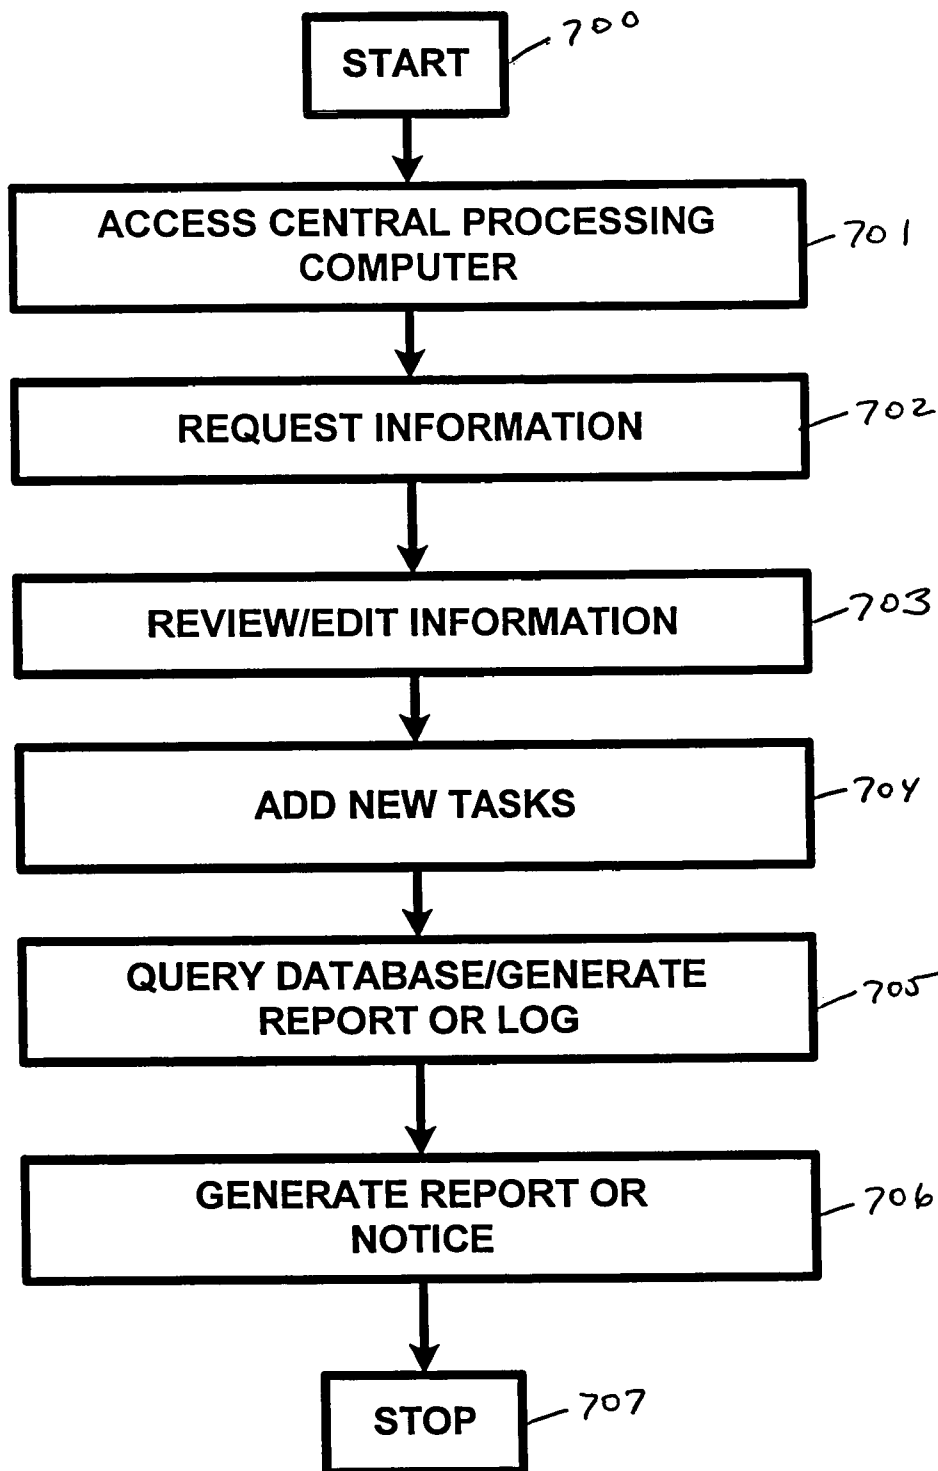 START
700
ACCESS CENTRAL PROCESSING
COMPUTER
701
REQUEST INFORMATION
702
REVIEW/EDIT INFORMATION
703
ADD NEW TASKS
704
QUERY DATABASE/GENERATE
REPORT OR LOG
705
GENERATE REPORT OR
NOTICE
706
STOP
707